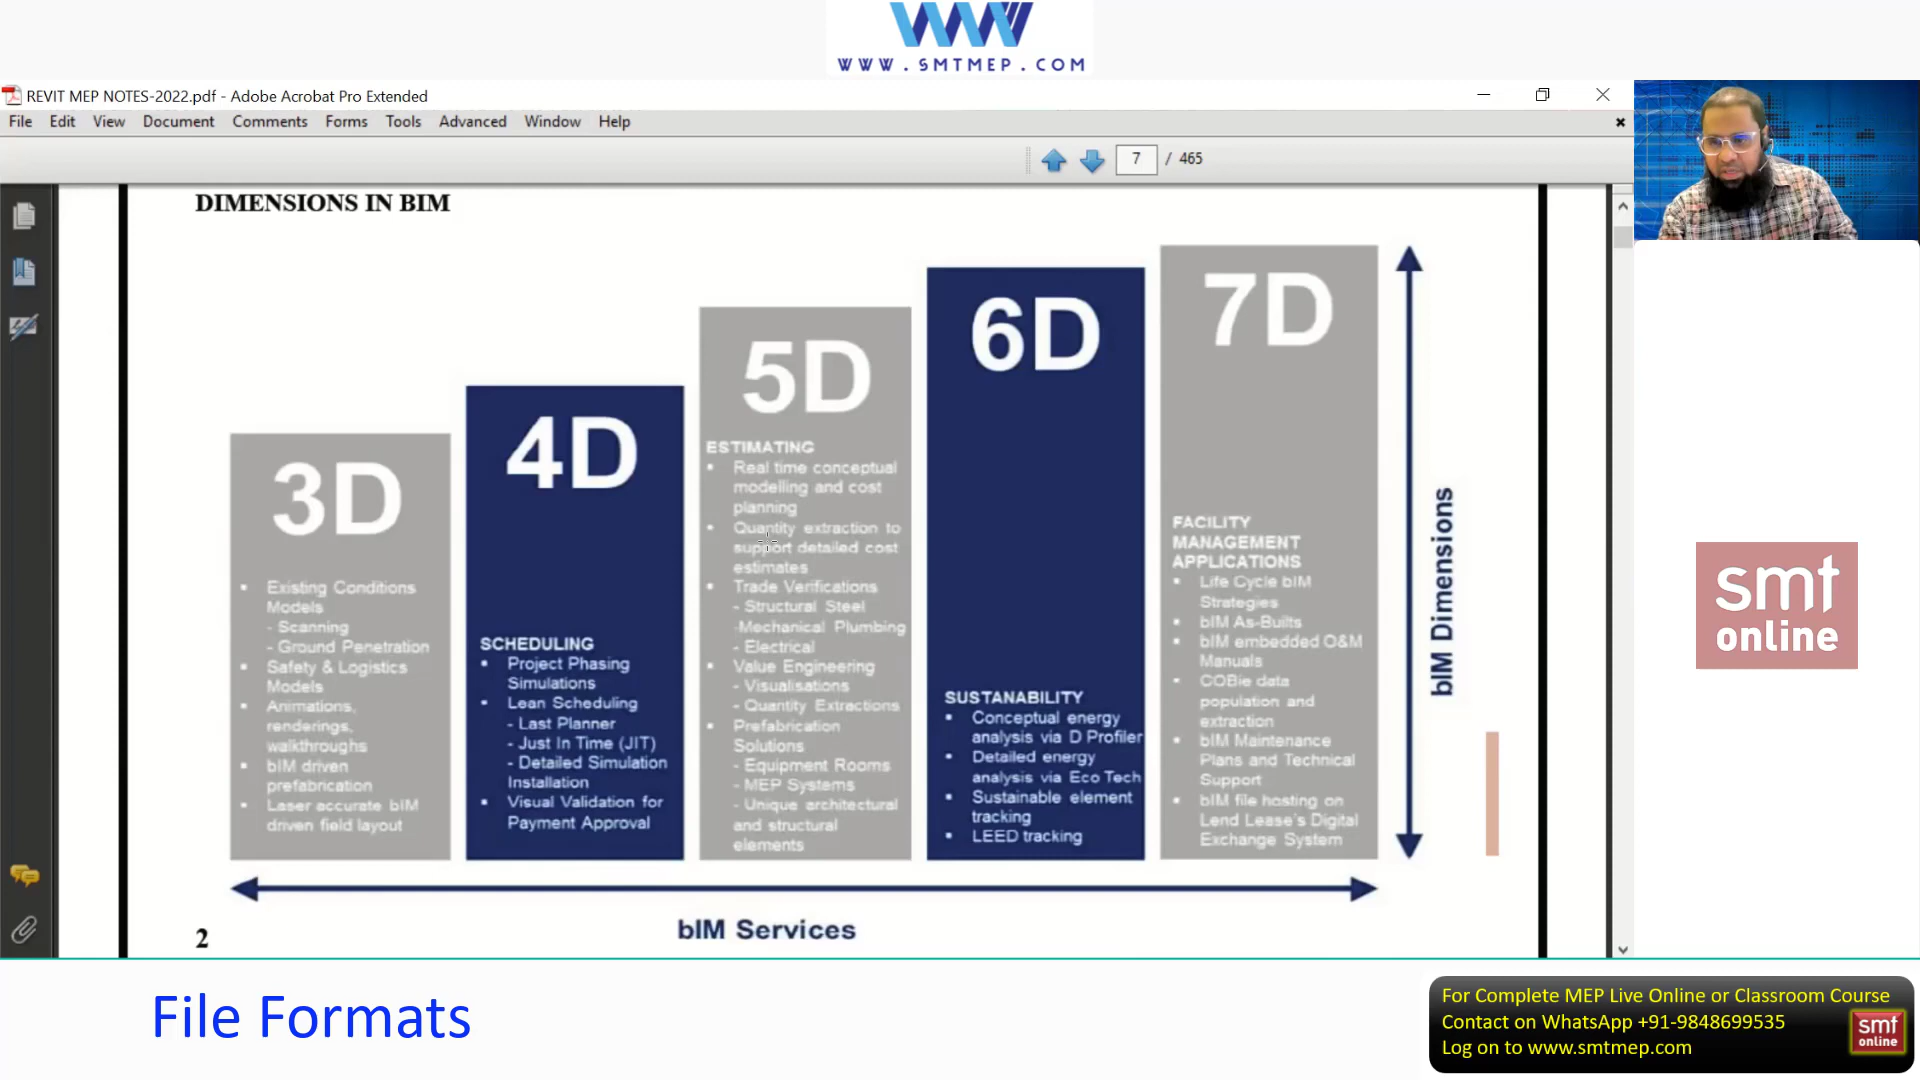 WWW.SMTMEP.COM
REVIT MEP NOTES-2022.pdf - Adobe Acrobat Pro Extended
File Edit View Document Comments Forms Tools Advanced Window Help
7 / 465
DIMENSIONS IN BIM
3D
Existing Conditions
Models
- Scanning
- Ground Penetration
Safety & Logistics
Models
Animations,
renderings,
walkthroughs
bIM driven
prefabrication
Laser accurate bIM
driven field layout
4D
SCHEDULING
Project Phasing
Simulations
Lean Scheduling
- Last Planner
- Just In Time (JIT)
- Detailed Simulation
Installation
Visual Validation for
Payment Approval
5D
ESTIMATING
Real time conceptual
modelling and cost
planning
Quantity extraction to
support detailed cost
estimates
Trade Verifications
- Structural Steel
-Mechanical Plumbing
- Electrical
Value Engineering
- Visualisations
- Quantity Extractions
Prefabrication
Solutions
- Equipment Rooms
- MEP Systems
- Unique architectural
and structural
elements
6D
SUSTANABILITY
Conceptual energy
analysis via D Profiler
Detailed energy
analysis via Eco Tech
Sustainable element
tracking
LEED tracking
7D
FACILITY
MANAGEMENT
APPLICATIONS
Life Cycle bIM
Strategies
bIM As-Builts
bIM embedded O&M
Manuals
COBie data
population and
extraction
bIM Maintenance
Plans and Technical
Support
bIM file hosting on
Lend Lease's Digital
Exchange System
bIM Dimensions
bIM Services
2
smt
online
File Formats
For Complete MEP Live Online or Classroom Course
Contact on WhatsApp +91-9848699535
Log on to www.smtmep.com
smt
online